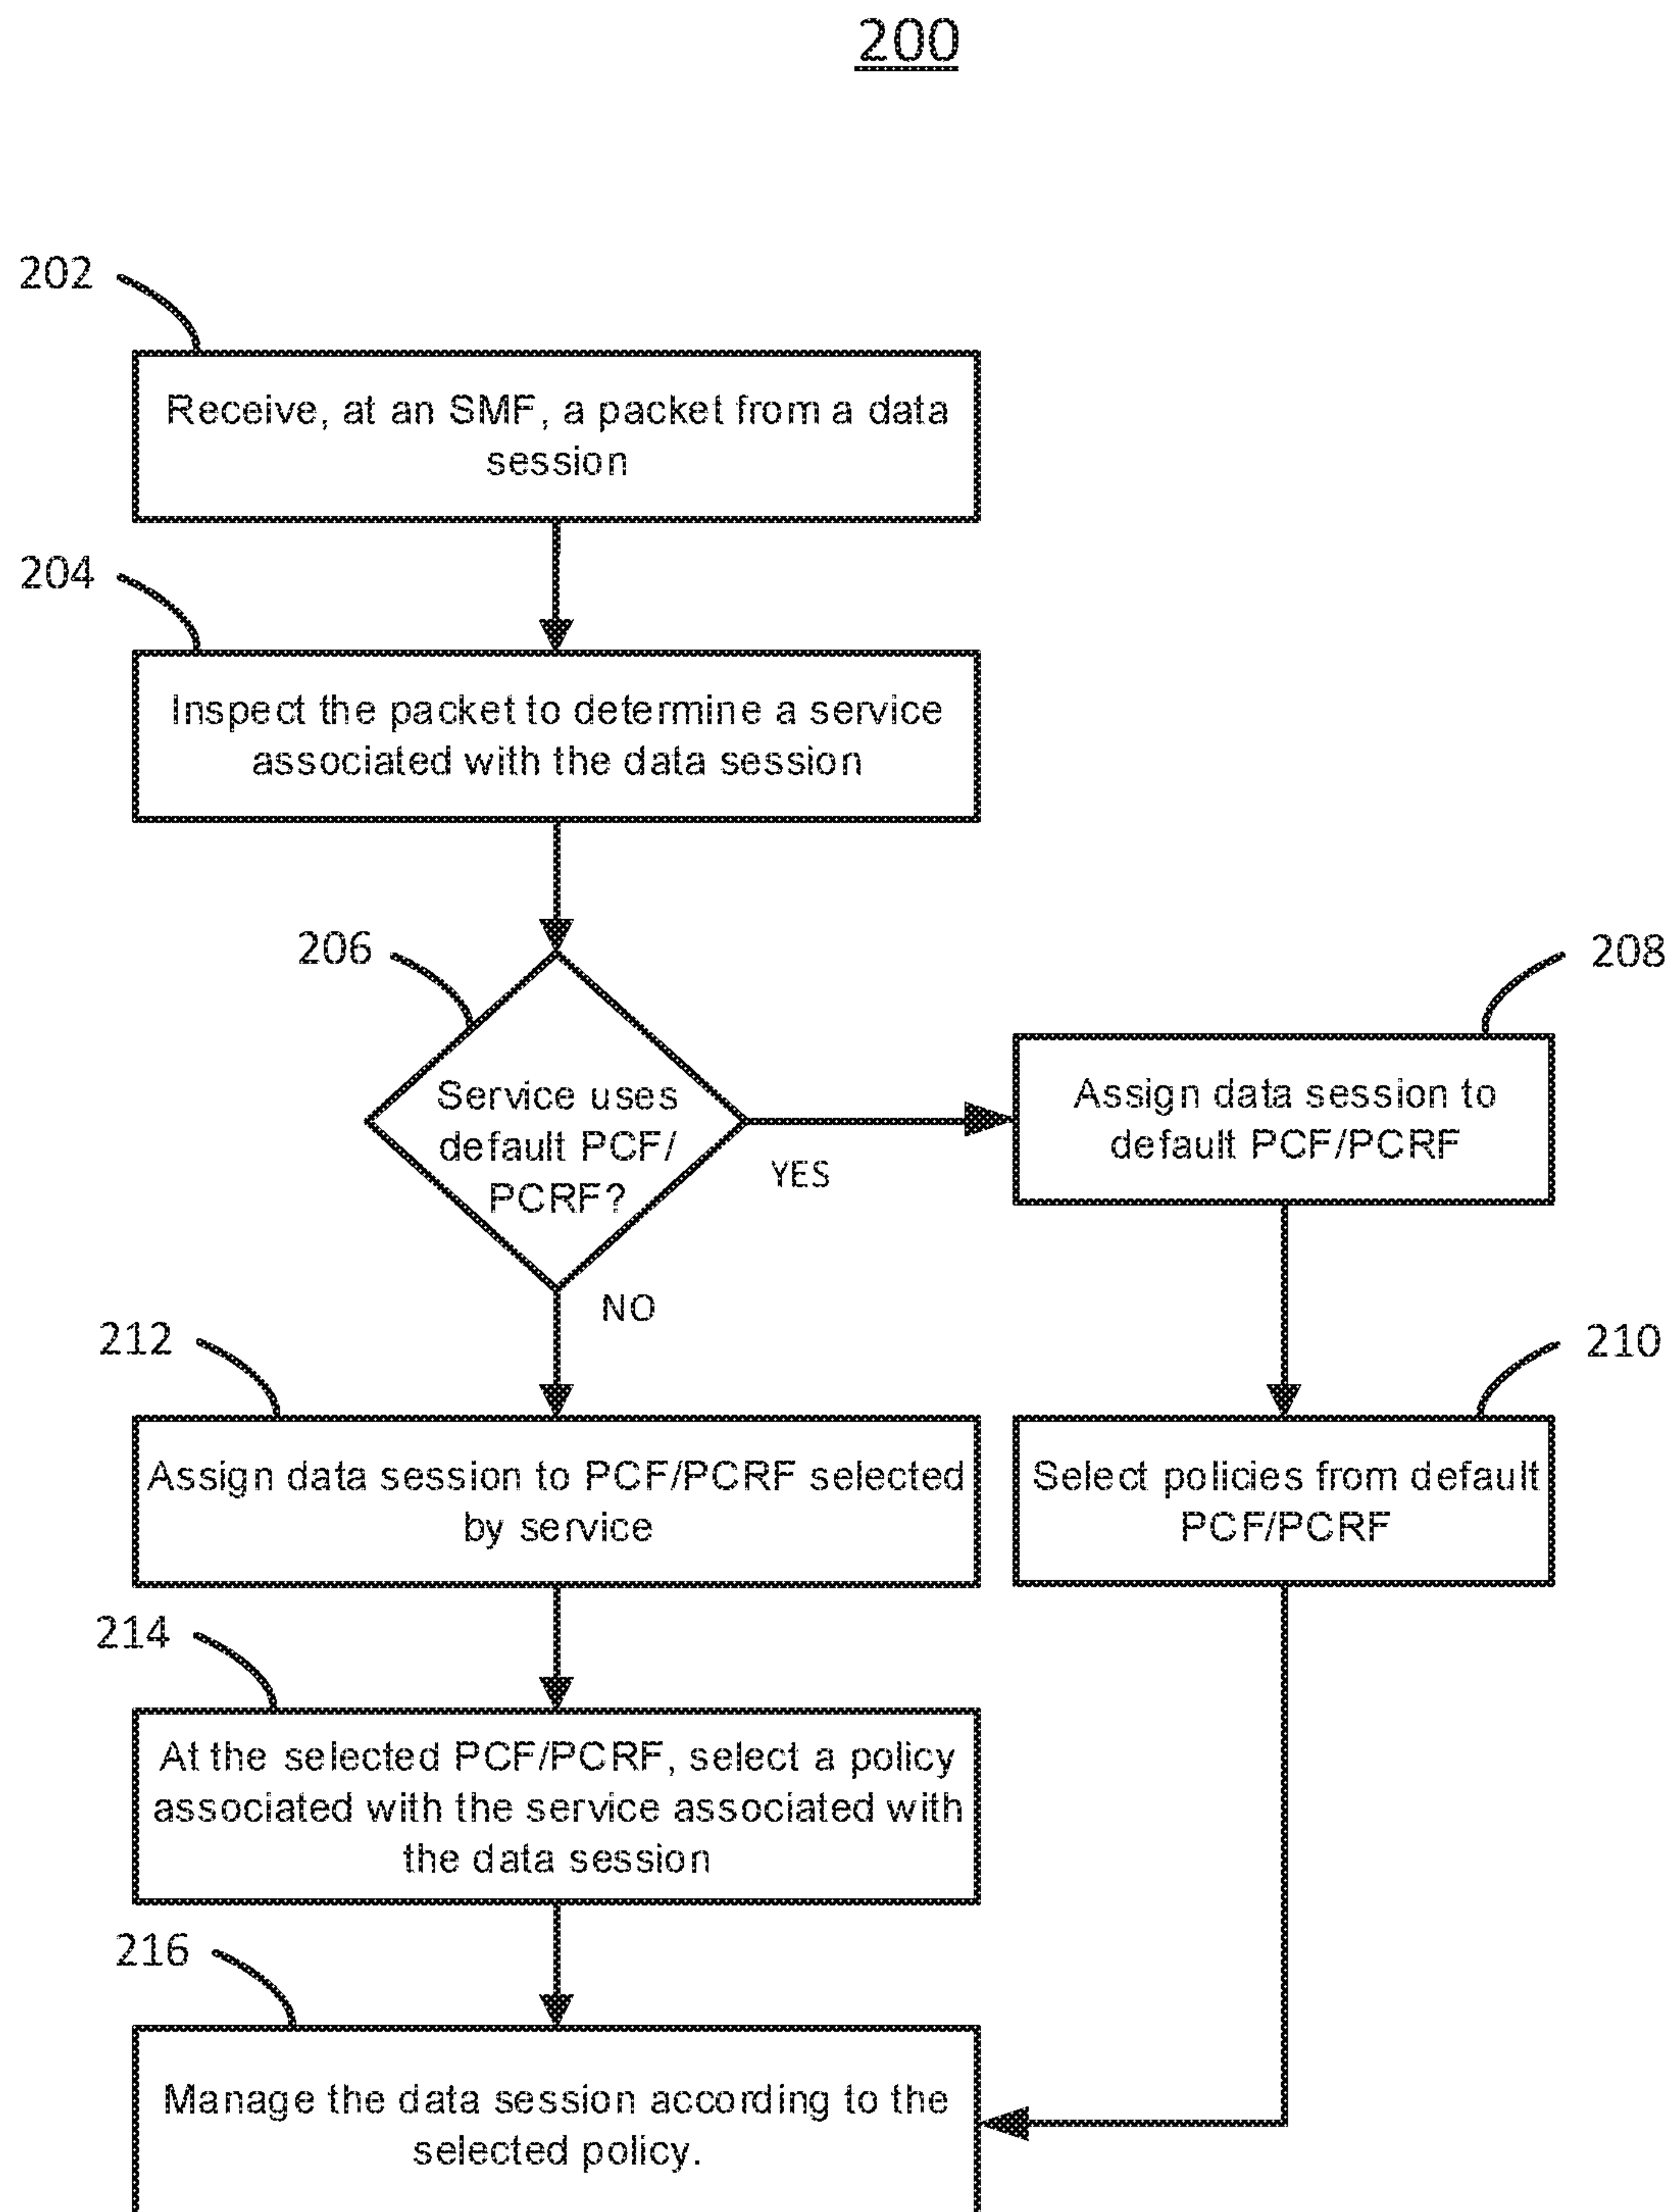 200
202
Receive, at an SMF, a packet from a data
session
204
Inspect the packet to determine a service
associated with the data session
206
Service uses
default PCF/
PCRF?
YES
NO
208
Assign data session to
default PCF/PCRF
210
Select policies from default
PCF/PCRF
212
Assign data session to PCF/PCRF selected
by service
214
At the selected PCF/PCRF, select a policy
associated with the service associated with
the data session
216
Manage the data session according to the
selected policy.